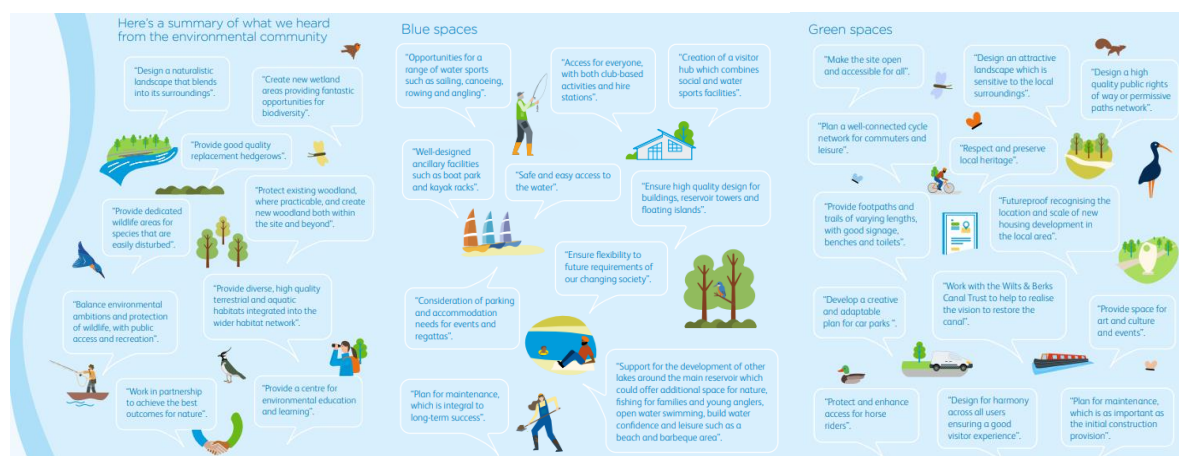 Here's a summary of what we heard
from the environmental community
"Design a naturalistic
landscape that blends
into its surroundings".
"Create new wetland
areas providing fantastic
opportunities for
biodiversity".
"Provide good quality
replacement hedgerows".
"Protect existing woodland,
where practicable, and create
new woodland both within
the site and beyond".
"Provide dedicated
wildlife areas for
species that are
easily disturbed".
"Provide diverse, high quality
terrestrial and aquatic
habitats integrated into the
wider habitat network".
"Balance environmental
ambitions and protection
of wildlife, with public
access and recreation".
"Work in partnership
to achieve the best
outcomes for nature".
"Provide a centre for
environmental education
and learning".
Blue spaces
"Opportunities for a
range of water sports
such as sailing, canoeing,
rowing and angling".
"Access for everyone,
with both club-based
activities and hire
stations".
"Creation of a visitor
hub which combines
social and water
sports facilities".
"Well-designed
ancillary facilities
such as boat park
and kayak racks".
"Safe and easy access to
the water".
"Ensure high quality design for
buildings, reservoir towers and
floating islands".
"Ensure flexibility to
future requirements of
our changing society".
"Consideration of parking
and accommodation
needs for events and
regattas".
"Support for the development of other
lakes around the main reservoir which
could offer additional space for nature,
fishing for families and young anglers,
open water swimming, build water
confidence and leisure such as a
beach and barbeque area".
"Plan for maintenance,
which is integral to
long-term success".
Green spaces
"Make the site open
and accessible for all".
"Design an attractive
landscape which is
sensitive to the local
surroundings".
"Design a high
quality public rights
of way or permissive
paths network".
"Plan a well-connected cycle
network for commuters and
leisure".
"Respect and preserve
local heritage".
"Provide footpaths and
trails of varying lengths,
with good signage,
benches and toilets".
"Futureproof recognising the
location and scale of new
housing development in
the local area".
"Develop a creative
and adaptable
plan for car parks ".
"Work with the Wilts & Berks
Canal Trust to help to realise
the vision to restore the
canal".
"Provide space for
art and culture
and events".
"Protect and enhance
access for horse
riders".
"Design for harmony
across all users
ensuring a good
visitor experience".
"Plan for maintenance,
which is as important as
the initial construction
provision".